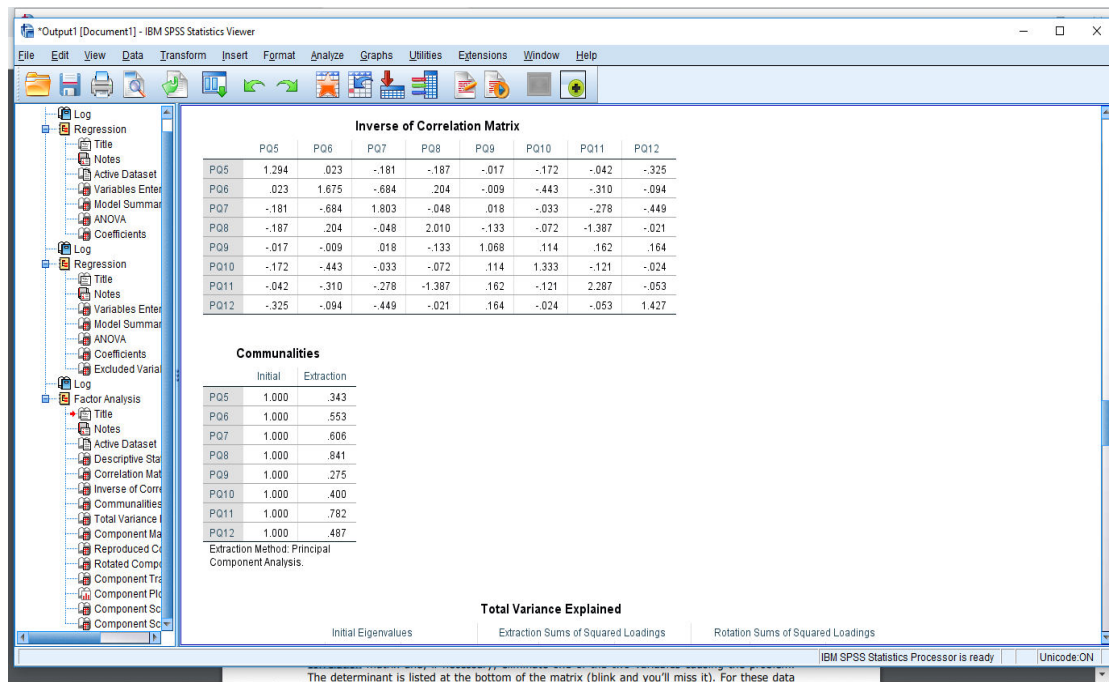 *Output1 [Document1] - IBM SPSS Statistics Viewer
File Edit View Data Transform Insert Format Analyze Graphs Utilities Extensions Window Help
Log
Regression
Title
Notes
Active Dataset
Variables Enter
Model Summar
ANOVA
Coefficients
Log
Regression
Title
Notes
Variables Enter
Model Summar
ANOVA
Coefficients
Excluded Varial
Log
Factor Analysis
Title
Notes
Active Dataset
Descriptive Stat
Correlation Mat
Inverse of Corre
Communalities
Total Variance
Component Ma
Reproduced Co
Rotated Compo
Component Tra
Component Plo
Component Sc
Component Sc
Inverse of Correlation Matrix
PQ5 PQ6 PQ7 PQ8 PQ9 PQ10 PQ11 PQ12
PQ5 1.294 .023 -.181 -.187 -.017 -.172 -.042 -.325
PQ6 .023 1.675 -.684 .204 -.009 -.443 -.310 -.094
PQ7 -.181 -.684 1.803 -.048 .018 -.033 -.278 -.449
PQ8 -.187 .204 -.048 2.010 -.133 -.072 -1.387 -.021
PQ9 -.017 -.009 .018 -.133 1.068 .114 .162 .164
PQ10 -.172 -.443 -.033 -.072 .114 1.333 -.121 -.024
PQ11 -.042 -.310 -.278 -1.387 .162 -.121 2.287 -.053
PQ12 -.325 -.094 -.449 -.021 .164 -.024 -.053 1.427
Communalities
Initial Extraction
PQ5 1.000 .343
PQ6 1.000 .553
PQ7 1.000 .606
PQ8 1.000 .841
PQ9 1.000 .275
PQ10 1.000 .400
PQ11 1.000 .782
PQ12 1.000 .487
Extraction Method: Principal
Component Analysis.
Total Variance Explained
Initial Eigenvalues Extraction Sums of Squared Loadings Rotation Sums of Squared Loadings
IBM SPSS Statistics Processor is ready Unicode:ON
matrix and, if necessary, eliminate one of the two variables causing the problem.
The determinant is listed at the bottom of the matrix (blink and you'll miss it). For these data